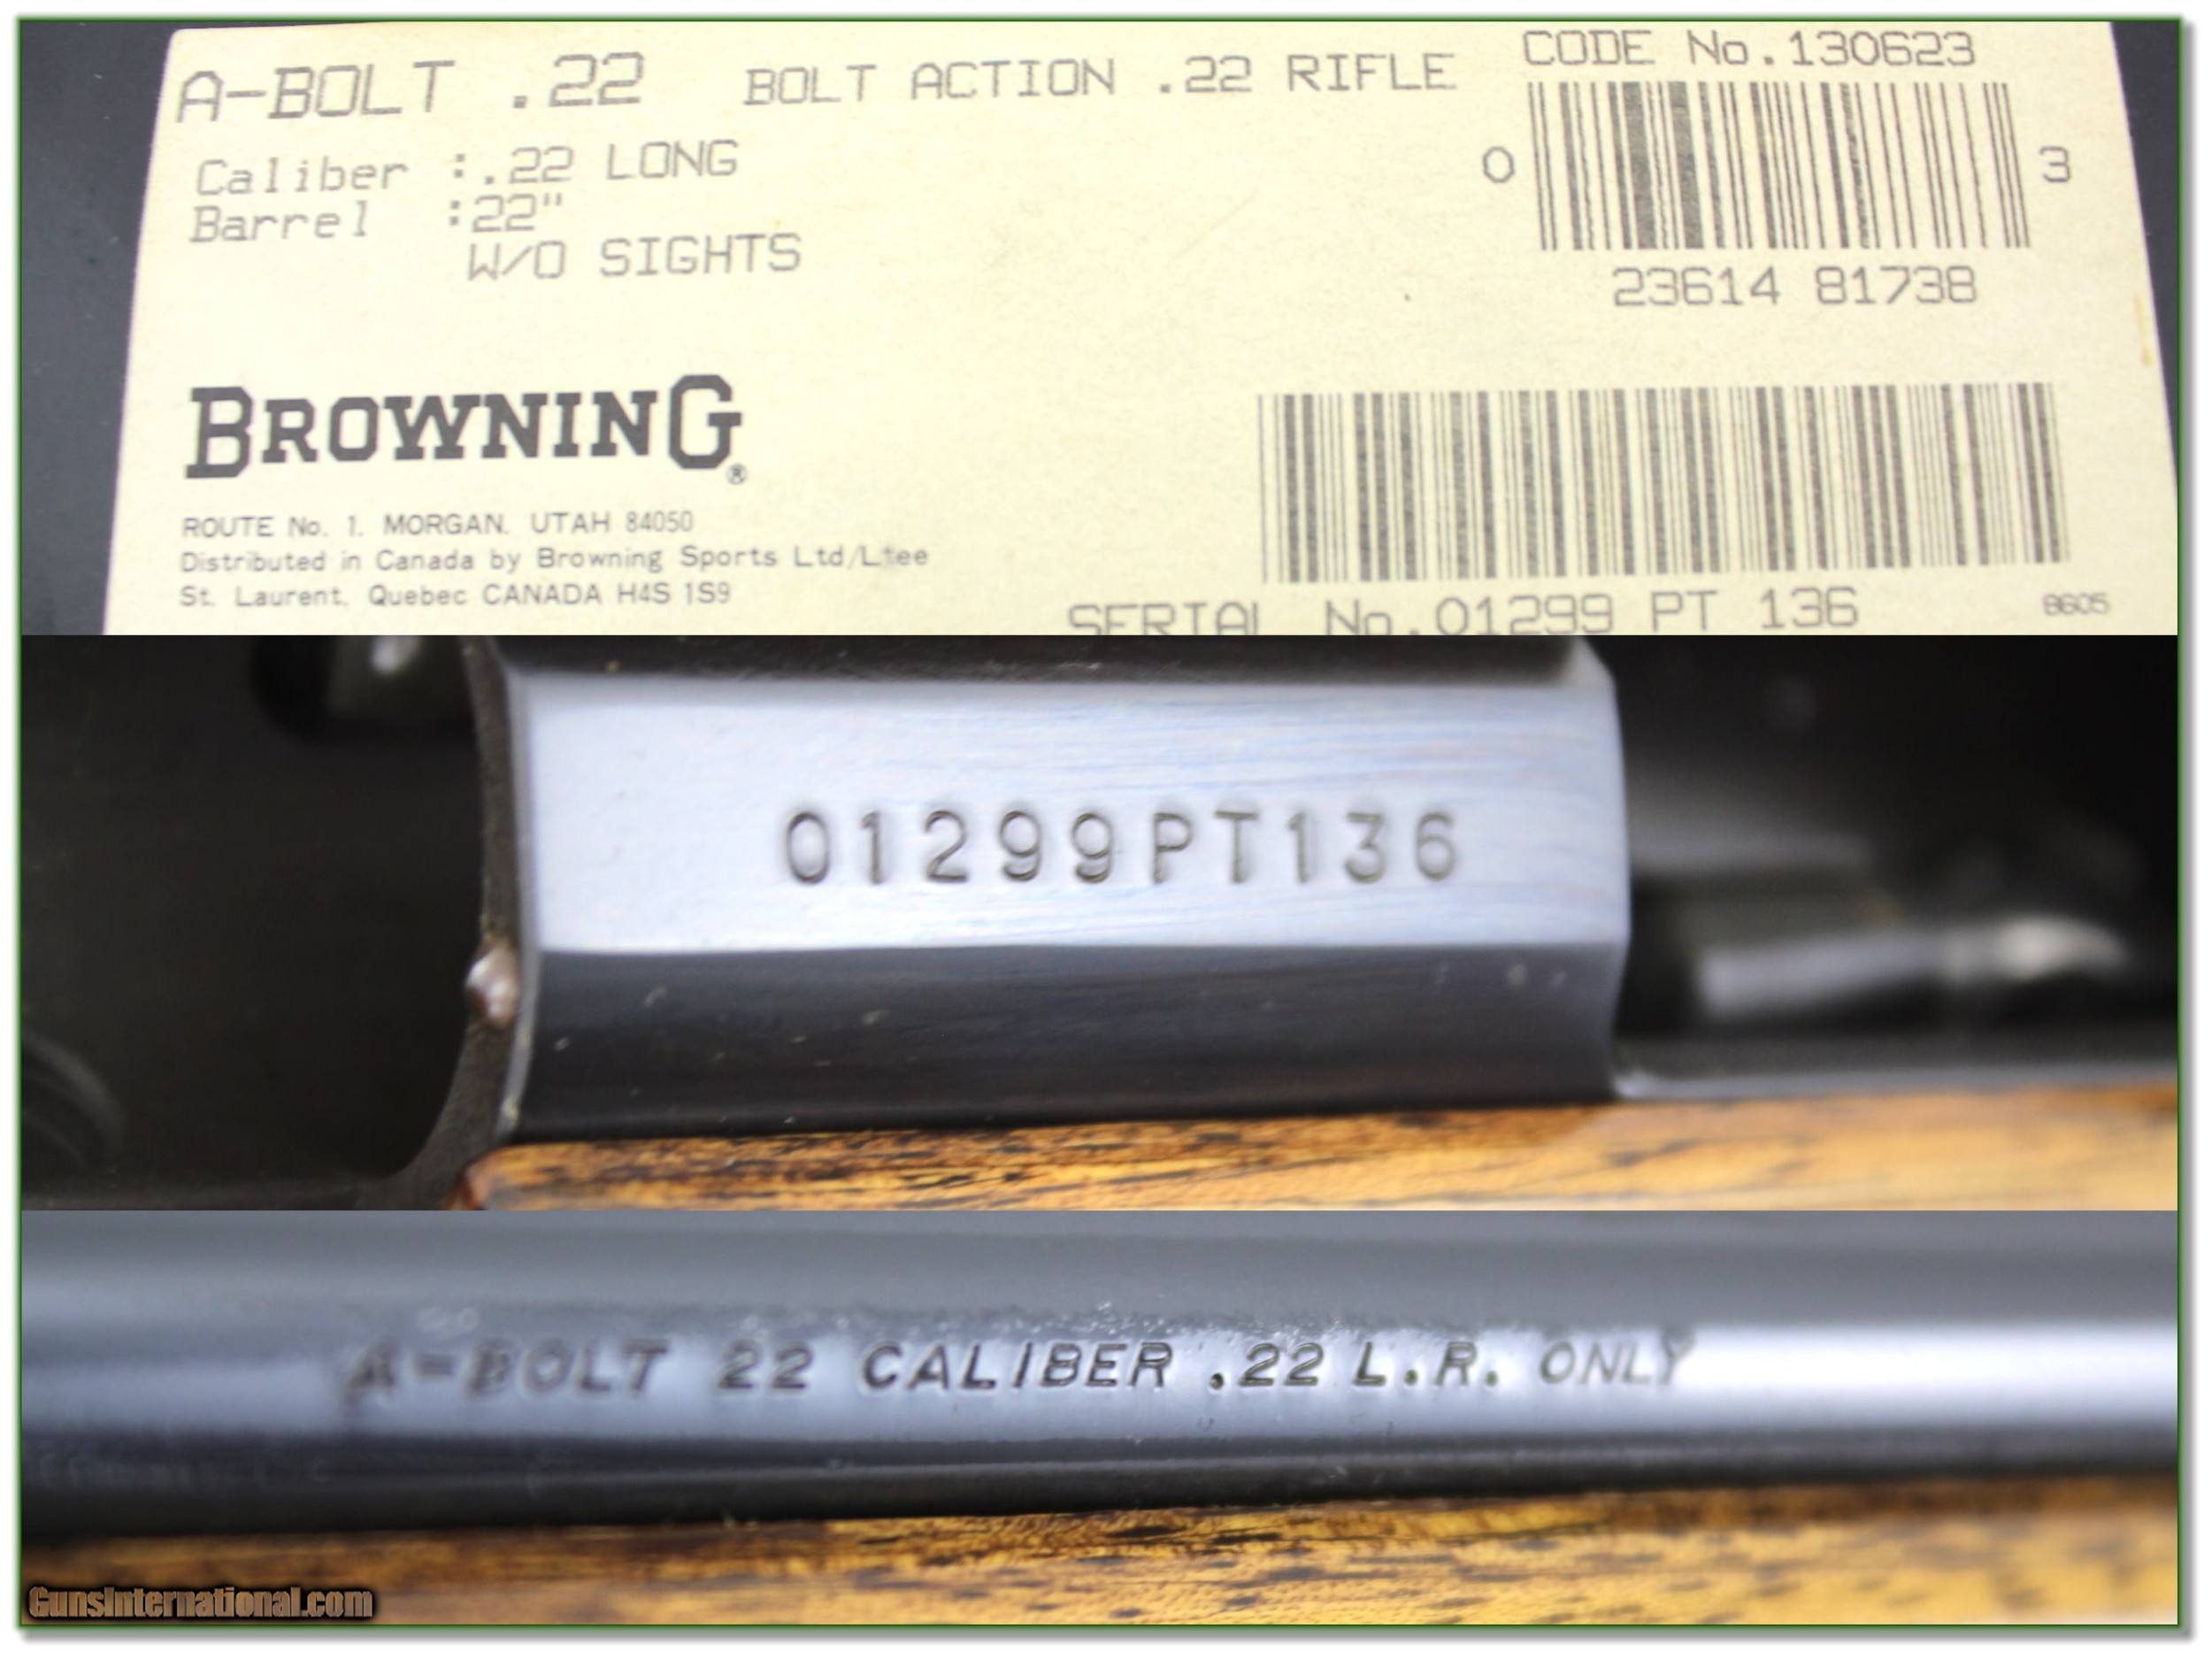 A-BOLT .22 BOLT ACTION .22 RIFLE
CODE No.130623
Caliber :.22 LONG
Barrel :22"
W/O SIGHTS
0 3
23614 81738
BROWNING®
ROUTE No. 1, MORGAN, UTAH 84050
Distributed in Canada by Browning Sports Ltd/Ltee
St. Laurent, Quebec CANADA H4S 1S9
SERIAL No.01299 PT 136
8605
01299PT136
A-BOLT 22 CALIBER .22 L.R. ONLY
GunsInternational.com